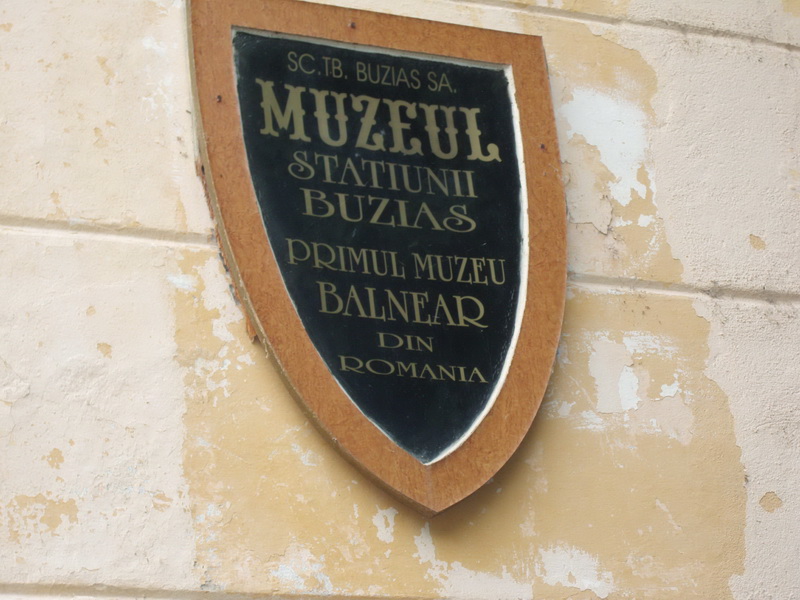 SC.TB. BUZIAS SA.
MUZEUL
STATIUNII
BUZIAS
PRIMUL MUZEU
BALNEAR
DIN
ROMANIA